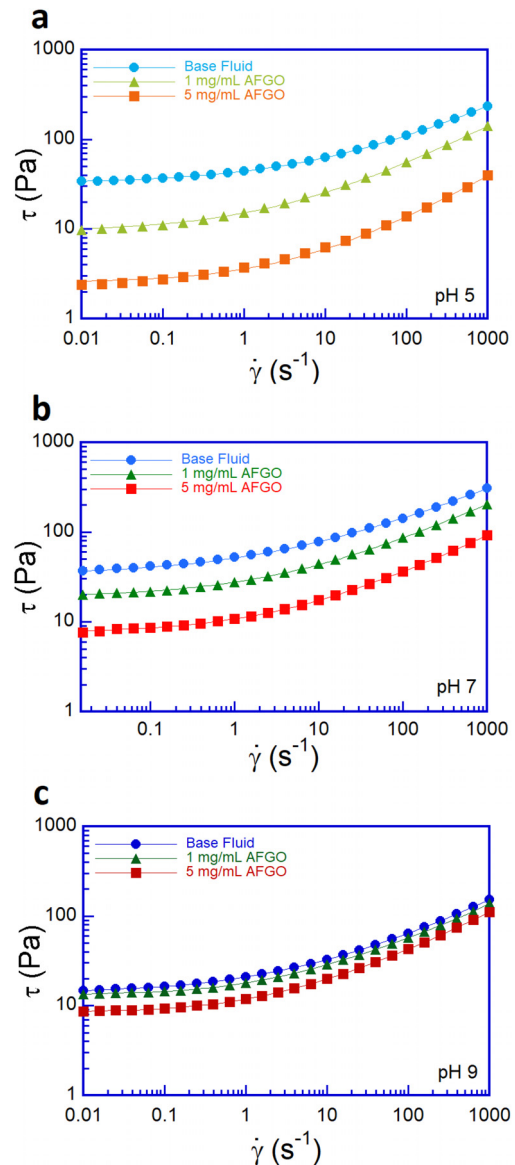 a
1000
Base Fluid
1 mg/mL AFGO
5 mg/mL AFGO
100
τ (Pa)
10
pH 5
1
0.01 0.1 1 10 100 1000
γ̇ (s⁻¹)
b
1000
Base Fluid
1 mg/mL AFGO
5 mg/mL AFGO
100
τ (Pa)
10
pH 7
1
0.1 1 10 100 1000
γ̇ (s⁻¹)
c
1000
Base Fluid
1 mg/mL AFGO
5 mg/mL AFGO
100
τ (Pa)
10
pH 9
1
0.01 0.1 1 10 100 1000
γ̇ (s⁻¹)